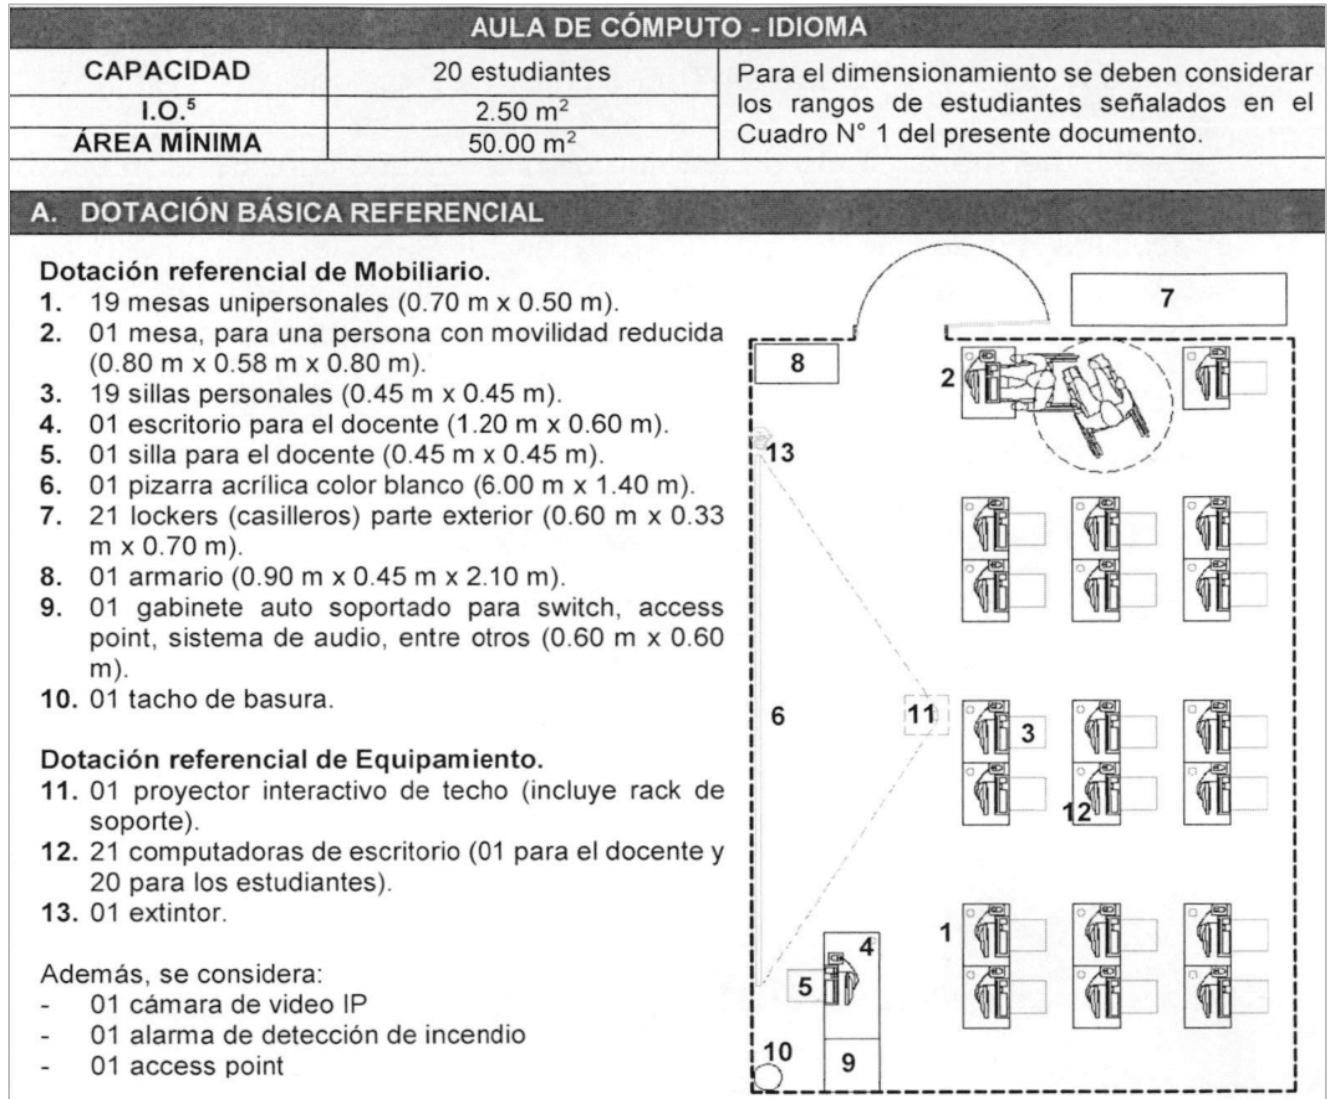 AULA DE CÓMPUTO - IDIOMA
CAPACIDAD
20 estudiantes
I.O.⁵
2.50 m²
ÁREA MÍNIMA
50.00 m²
Para el dimensionamiento se deben considerar
los rangos de estudiantes señalados en el
Cuadro N° 1 del presente documento.
A. DOTACIÓN BÁSICA REFERENCIAL
Dotación referencial de Mobiliario.
1. 19 mesas unipersonales (0.70 m x 0.50 m).
2. 01 mesa, para una persona con movilidad reducida
(0.80 m x 0.58 m x 0.80 m).
3. 19 sillas personales (0.45 m x 0.45 m).
4. 01 escritorio para el docente (1.20 m x 0.60 m).
5. 01 silla para el docente (0.45 m x 0.45 m).
6. 01 pizarra acrílica color blanco (6.00 m x 1.40 m).
7. 21 lockers (casilleros) parte exterior (0.60 m x 0.33
m x 0.70 m).
8. 01 armario (0.90 m x 0.45 m x 2.10 m).
9. 01 gabinete auto soportado para switch, access
point, sistema de audio, entre otros (0.60 m x 0.60
m).
10. 01 tacho de basura.
Dotación referencial de Equipamiento.
11. 01 proyector interactivo de techo (incluye rack de
soporte).
12. 21 computadoras de escritorio (01 para el docente y
20 para los estudiantes).
13. 01 extintor.
Además, se considera:
- 01 cámara de video IP
- 01 alarma de detección de incendio
- 01 access point
7
8
2
13
6
11
3
12
1
4
5
10
9